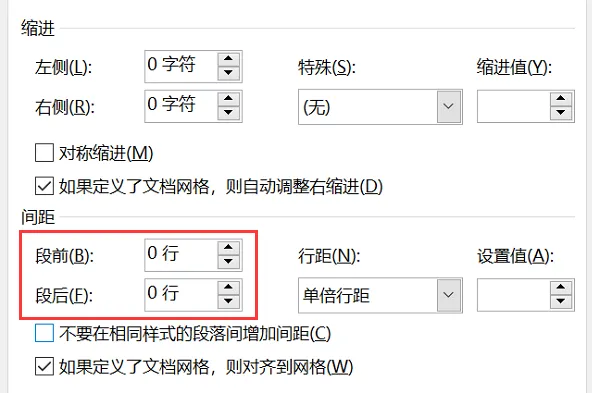 缩进
左侧(L): 0 字符 特殊(S): 缩进值(Y):
右侧(R): 0 字符 (无)
对称缩进(M)
如果定义了文档网格，则自动调整右缩进(D)
间距
段前(B): 0 行 行距(N): 设置值(A):
段后(F): 0 行 单倍行距
不要在相同样式的段落间增加间距(C)
如果定义了文档网格，则对齐到网格(W)